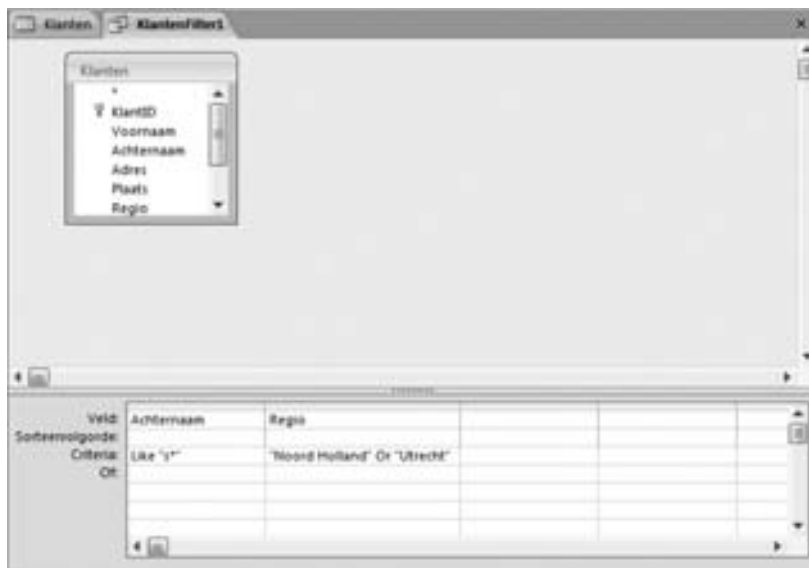 Klanten KlantenFilter1
Klanten
*
KlantID
Voornaam
Achternaam
Adres
Plaats
Regio
Veld: Achternaam Regio
Sorteervolgorde:
Criteria: Like "s*" "Noord Holland" Or "Utrecht"
Of: